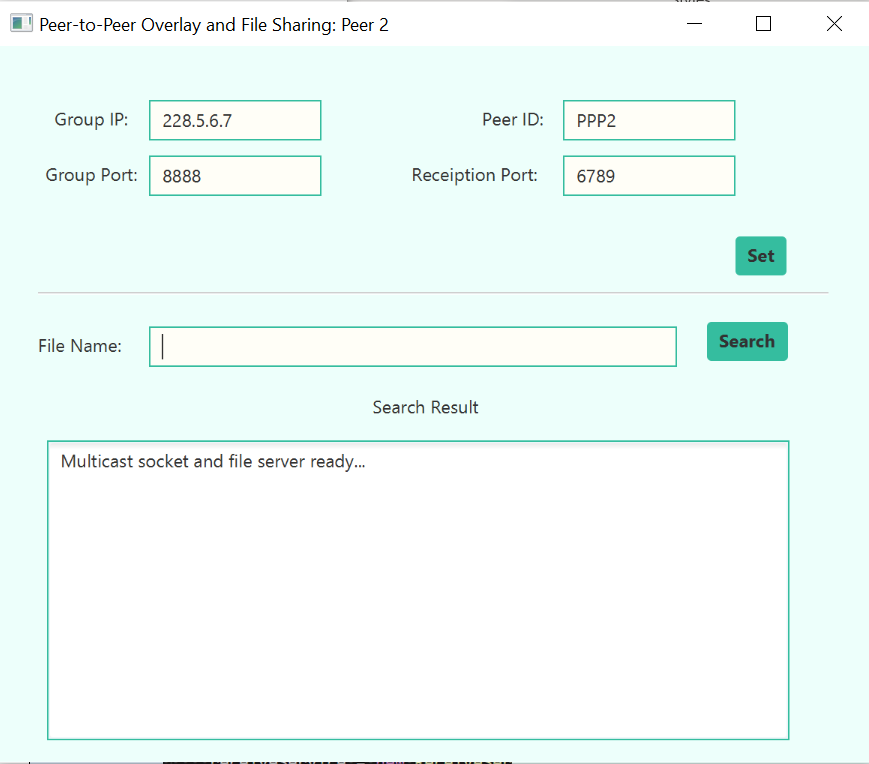 Peer-to-Peer Overlay and File Sharing: Peer 2
Group IP: 228.5.6.7 Peer ID: PPP2
Group Port: 8888 Receiption Port: 6789
Set
File Name: Search
Search Result
Multicast socket and file server ready...